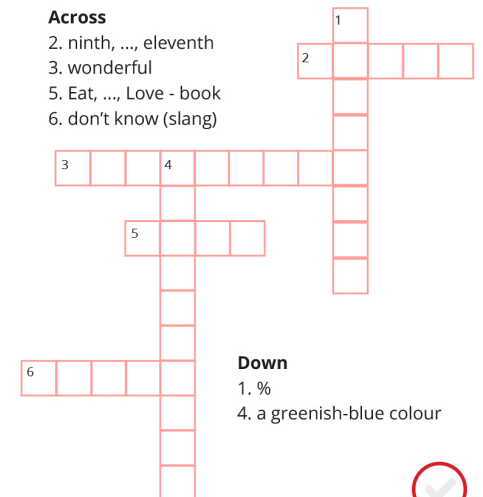 Across
2. ninth, ..., eleventh
3. wonderful
5. Eat, ..., Love - book
6. don’t know (slang)
1
2
3
4
5
6
Down
1. %
4. a greenish-blue colour